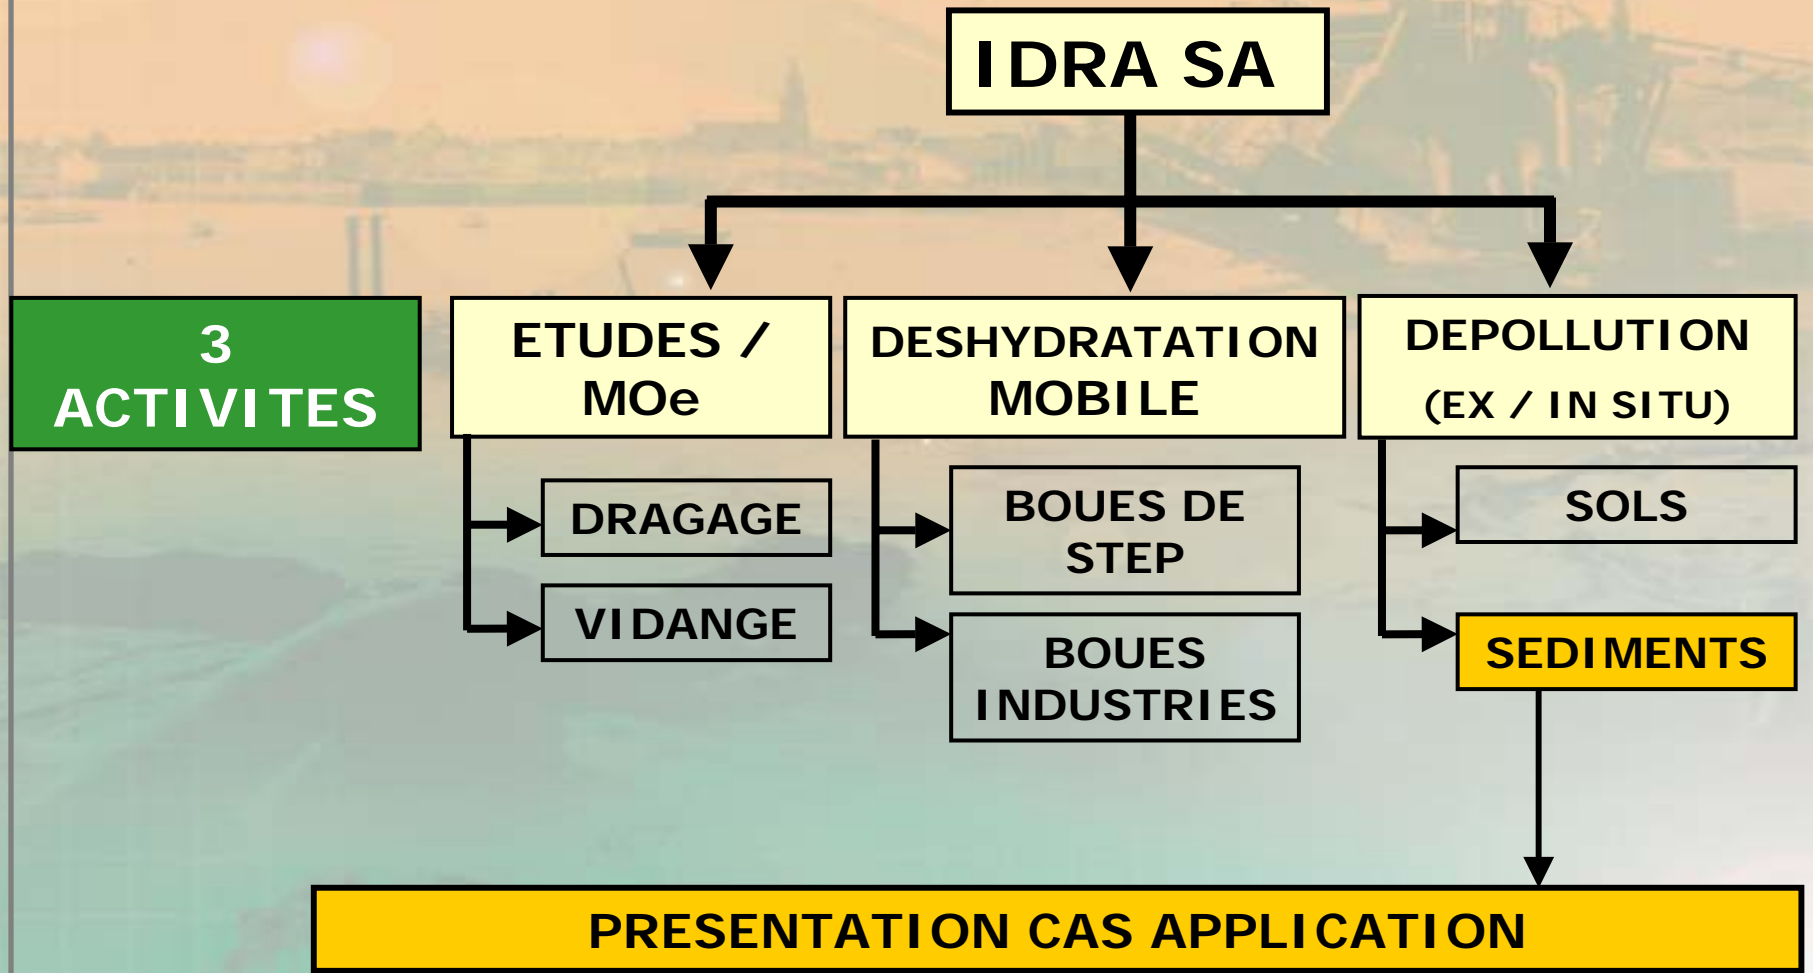 IDRA SA
3
ACTIVITES
ETUDES /
MOe
DRAGAGE
VIDANGE
DESHYDRATATION
MOBILE
BOUES DE
STEP
BOUES
INDUSTRIES
DEPOLLUTION
(EX / IN SITU)
SOLS
SEDIMENTS
PRESENTATION CAS APPLICATION